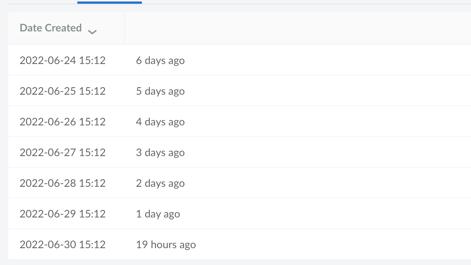 Date Created
2022-06-24 15:12 6 days ago
2022-06-25 15:12 5 days ago
2022-06-26 15:12 4 days ago
2022-06-27 15:12 3 days ago
2022-06-28 15:12 2 days ago
2022-06-29 15:12 1 day ago
2022-06-30 15:12 19 hours ago